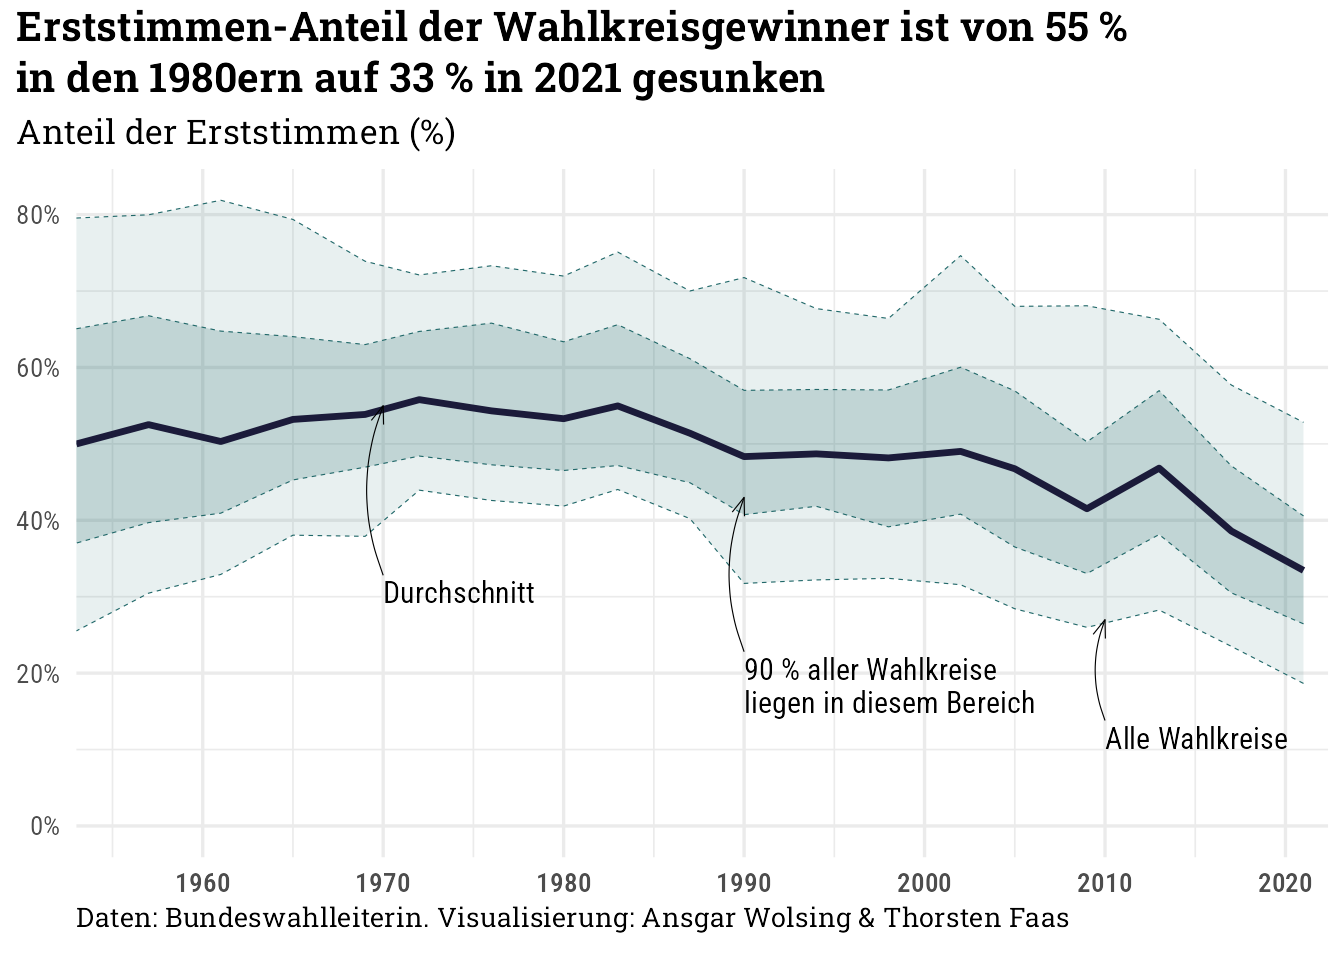 Erststimmen-Anteil der Wahlkreisgewinner ist von 55 %
in den 1980ern auf 33 % in 2021 gesunken
Anteil der Erststimmen (%)
80%
60%
40%
20%
0%
Durchschnitt
90 % aller Wahlkreise
liegen in diesem Bereich
Alle Wahlkreise
1960 1970 1980 1990 2000 2010 2020
Daten: Bundeswahlleiterin. Visualisierung: Ansgar Wolsing & Thorsten Faas